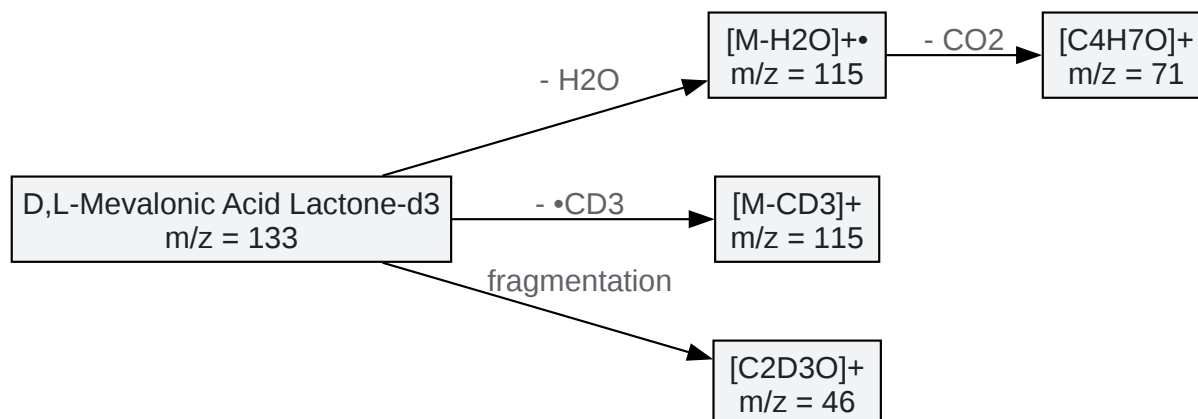 [M-H2O]+•
m/z = 115
- CO2
[C4H7O]+
m/z = 71
- H2O
D,L-Mevalonic Acid Lactone-d3
m/z = 133
- •CD3
[M-CD3]+
m/z = 115
fragmentation
[C2D3O]+
m/z = 46